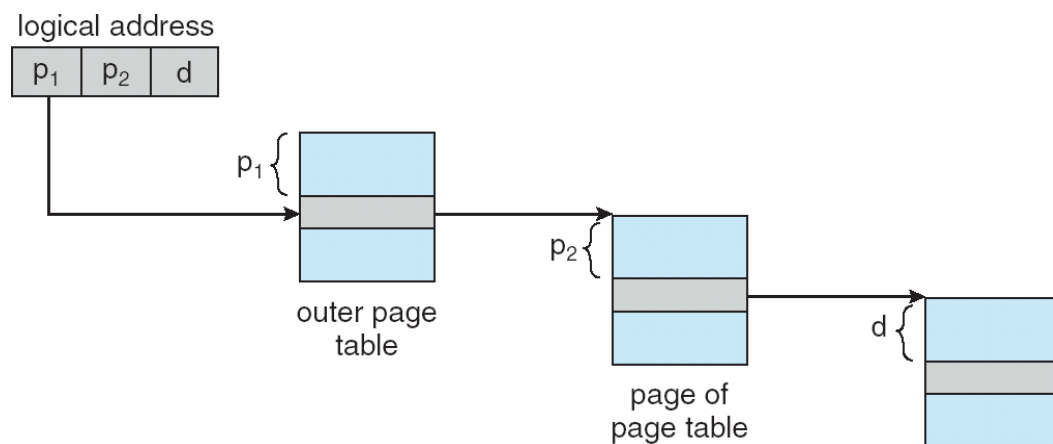 logical address
p₁ p₂ d
p₁
outer page
table
p₂
page of
page table
d